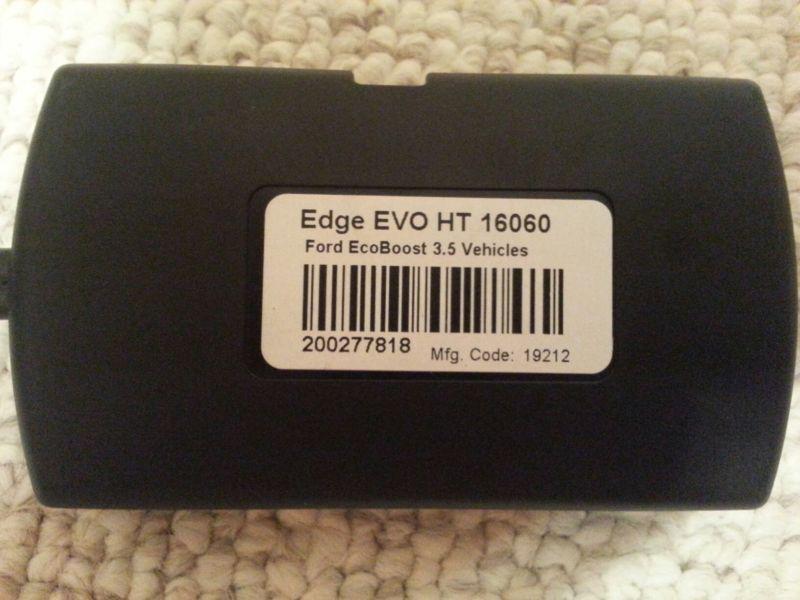 Edge EVO HT 16060
Ford EcoBoost 3.5 Vehicles
200277818 Mfg. Code: 19212